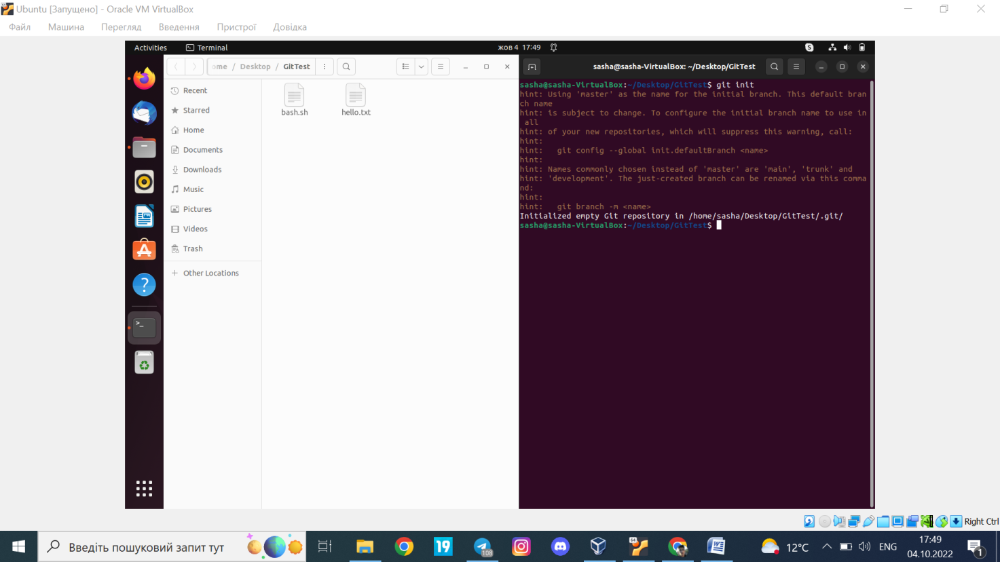 Ubuntu [Запущено] - Oracle VM VirtualBox
Файл Машина Перегляд Введення Пристрої Довідка
Activities Terminal жов 4 17:49
ome / Desktop / GitTest
sasha@sasha-VirtualBox: ~/Desktop/GitTest
Recent
Starred
Home
Documents
Downloads
Music
Pictures
Videos
Trash
Other Locations
bash.sh hello.txt
sasha@sasha-VirtualBox:~/Desktop/GitTest$ git init
hint: Using 'master' as the name for the initial branch. This default bran
ch name
hint: is subject to change. To configure the initial branch name to use in
all
hint: of your new repositories, which will suppress this warning, call:
hint:
hint:   git config --global init.defaultBranch <name>
hint:
hint: Names commonly chosen instead of 'master' are 'main', 'trunk' and
hint: 'development'. The just-created branch can be renamed via this comma
nd:
hint:
hint:   git branch -m <name>
Initialized empty Git repository in /home/sasha/Desktop/GitTest/.git/
sasha@sasha-VirtualBox:~/Desktop/GitTest$
Right Ctrl
Введіть пошуковий запит тут
19
108
64
12°C
ENG
17:49
04.10.2022
1